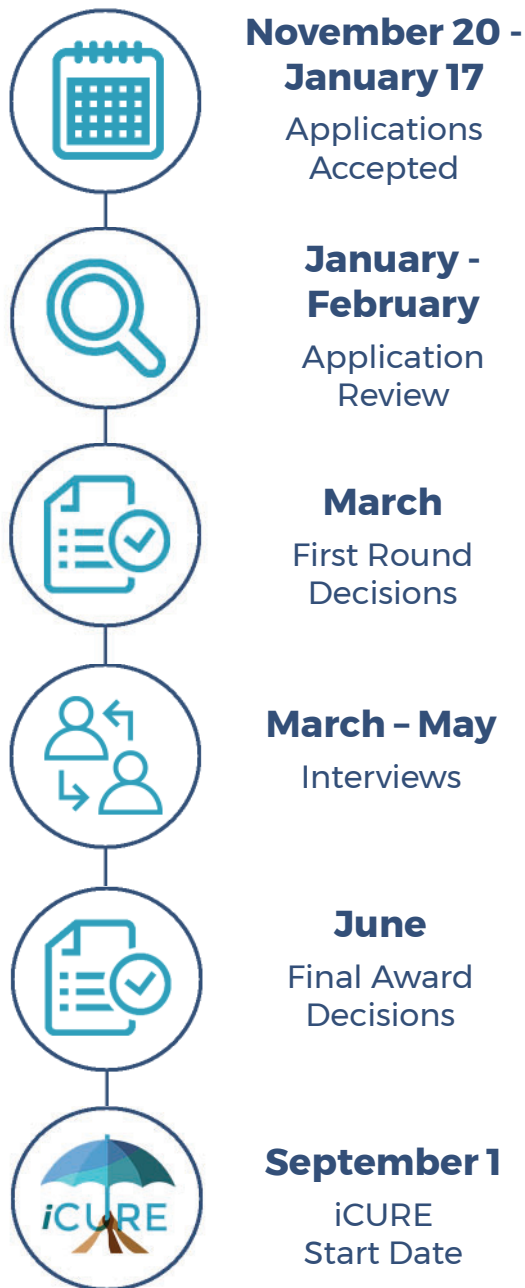 November 20 -
January 17
Applications
Accepted
January -
February
Application
Review
March
First Round
Decisions
March – May
Interviews
June
Final Award
Decisions
iCURE
September 1
iCURE
Start Date